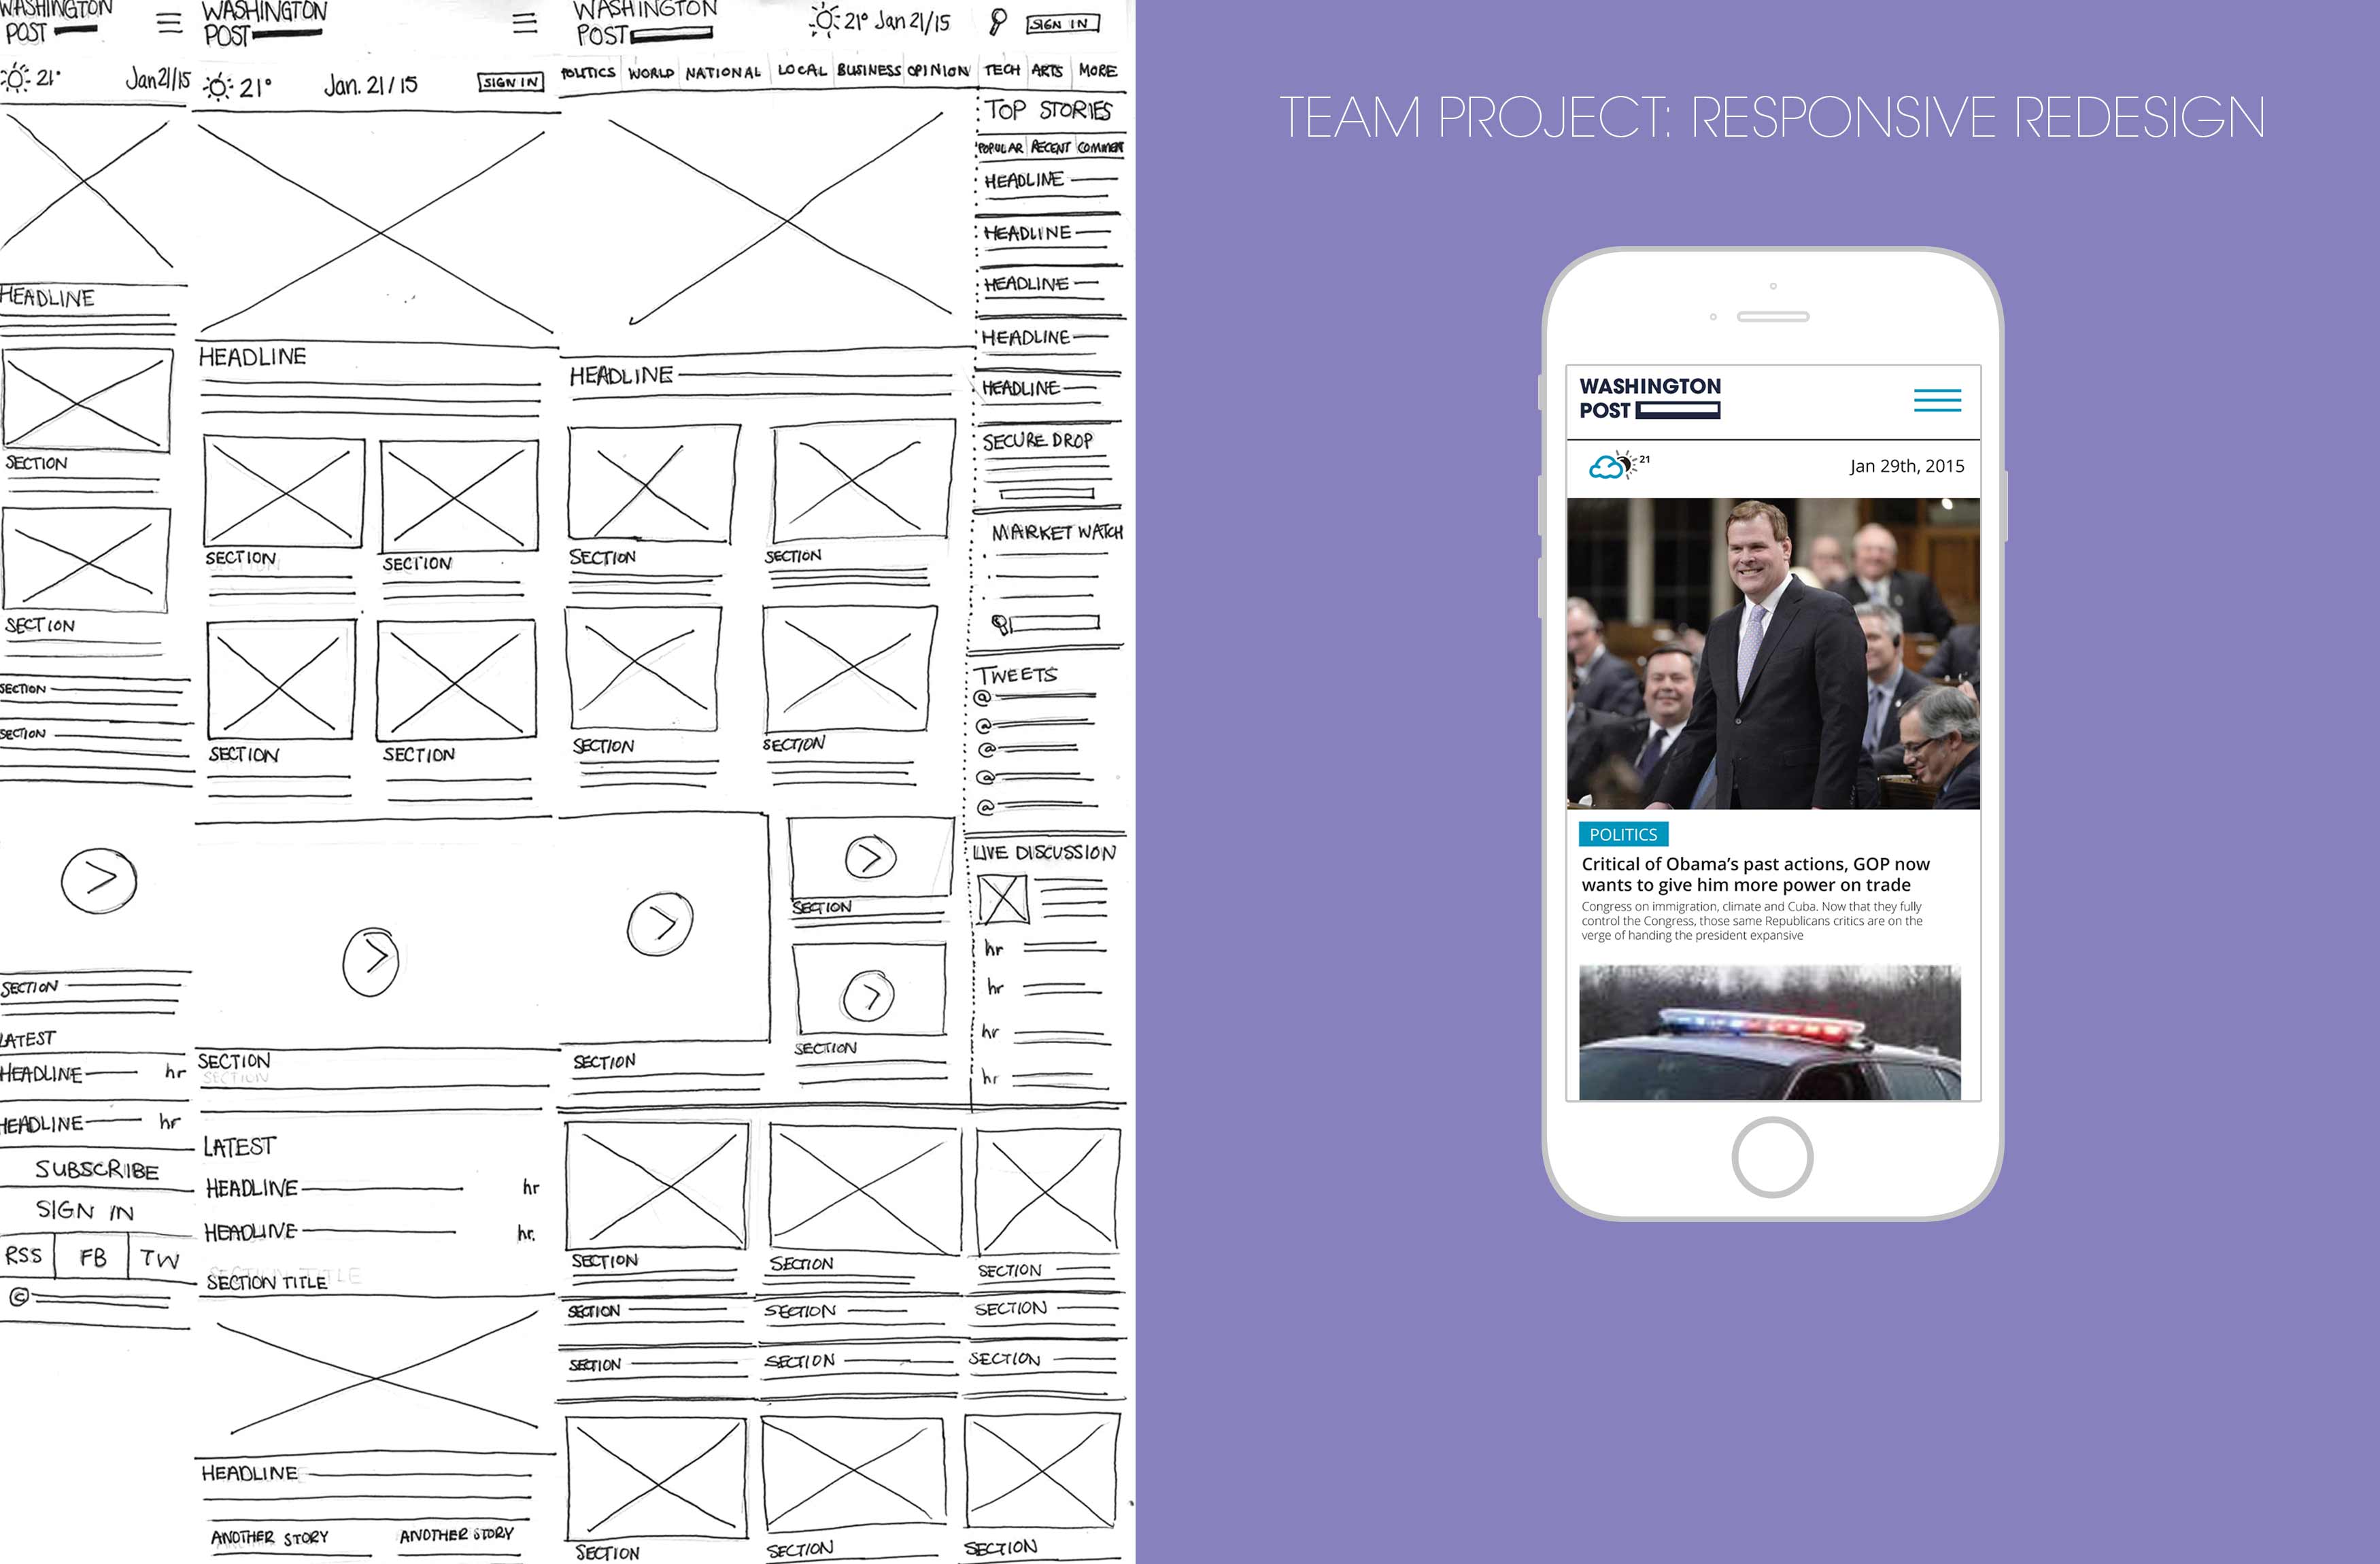 WASHINGTON
POST
21°
Jan 21/15
HEADLINE
SECTION
SECTION
SECTION
SECTION
SECTION
LATEST
HEADLINE hr
HEADLINE hr
SUBSCRIBE
SIGN IN
RSS FB TW
©
WASHINGTON
POST
21° Jan. 21/15 SIGN IN
HEADLINE
SECTION SECTION
SECTION SECTION
SECTION
SECTION
LATEST
HEADLINE hr
HEADLINE hr.
SECTION TITLE
SECTION TITLE
HEADLINE
ANOTHER STORY ANOTHER STORY
WASHINGTON
POST
21° Jan 21/15 SIGN IN
POLITICS WORLD NATIONAL LOCAL BUSINESS OPINION TECH ARTS MORE
HEADLINE
SECTION SECTION
SECTION SECTION
SECTION
SECTION
SECTION
TOP STORIES
POPULAR RECENT COMMENT
HEADLINE
HEADLINE
HEADLINE
HEADLINE
HEADLINE
SECURE DROP
MARKET WATCH
TWEETS
@
@
@
@
@
LIVE DISCUSSION
hr
hr
hr
hr
SECTION SECTION SECTION
SECTION SECTION SECTION
SECTION SECTION SECTION
SECTION SECTION SECTION
TEAM PROJECT: RESPONSIVE REDESIGN
WASHINGTON
POST
21 Jan 29th, 2015
POLITICS
Critical of Obama's past actions, GOP now
wants to give him more power on trade
Congress on immigration, climate and Cuba. Now that they fully
control the Congress, those same Republicans critics are on the
verge of handing the president expansive